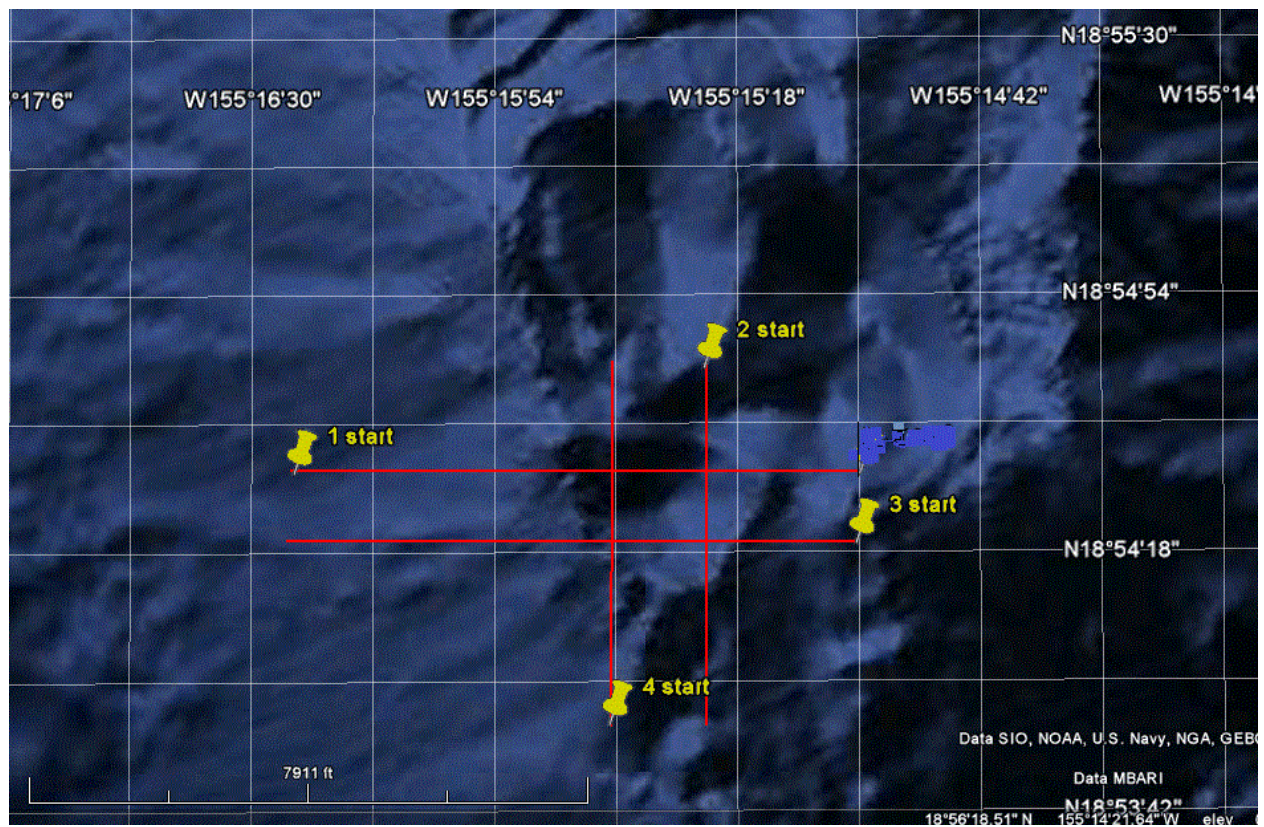 N18°55'30"
°17'6" W155°16'30" W155°15'54" W155°15'18" W155°14'42" W155°14'
N18°54'54"
2 start
1 start
3 start
N18°54'18"
4 start
Data SIO, NOAA, U.S. Navy, NGA, GEBC
7911 ft
Data MBARI
N18°53'42"
18°56'18.51" N 155°14'21.64" W elev